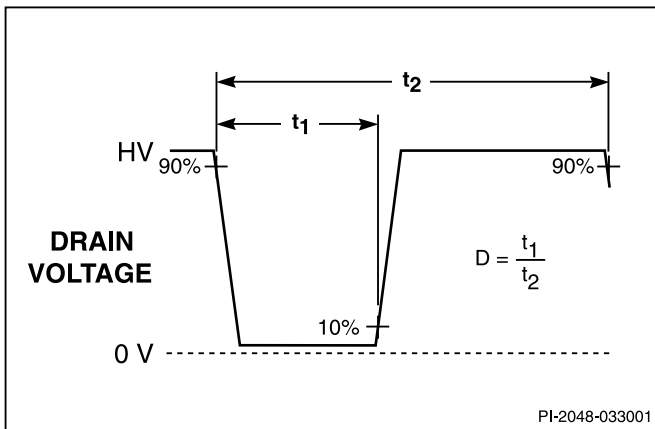 t2
t1
HV
90%
90%
DRAIN
VOLTAGE
D = t1
t2
10%
0 V
PI-2048-033001